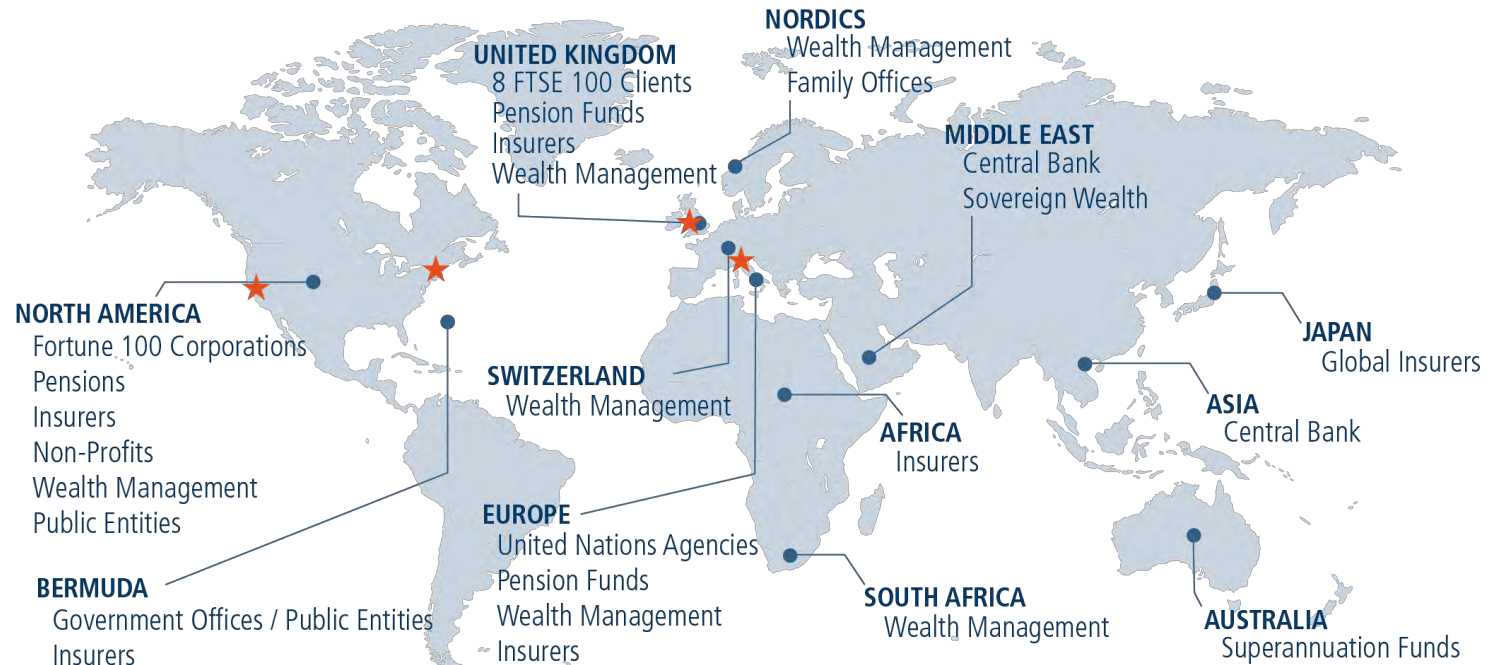 NORDICS
Wealth Management
Family Offices
UNITED KINGDOM
8 FTSE 100 Clients
Pension Funds
Insurers
Wealth Management
MIDDLE EAST
Central Bank
Sovereign Wealth
NORTH AMERICA
Fortune 100 Corporations
Pensions
Insurers
Non-Profits
Wealth Management
Public Entities
SWITZERLAND
Wealth Management
JAPAN
Global Insurers
ASIA
Central Bank
AFRICA
Insurers
EUROPE
United Nations Agencies
Pension Funds
Wealth Management
Insurers
BERMUDA
Government Offices / Public Entities
Insurers
SOUTH AFRICA
Wealth Management
AUSTRALIA
Superannuation Funds